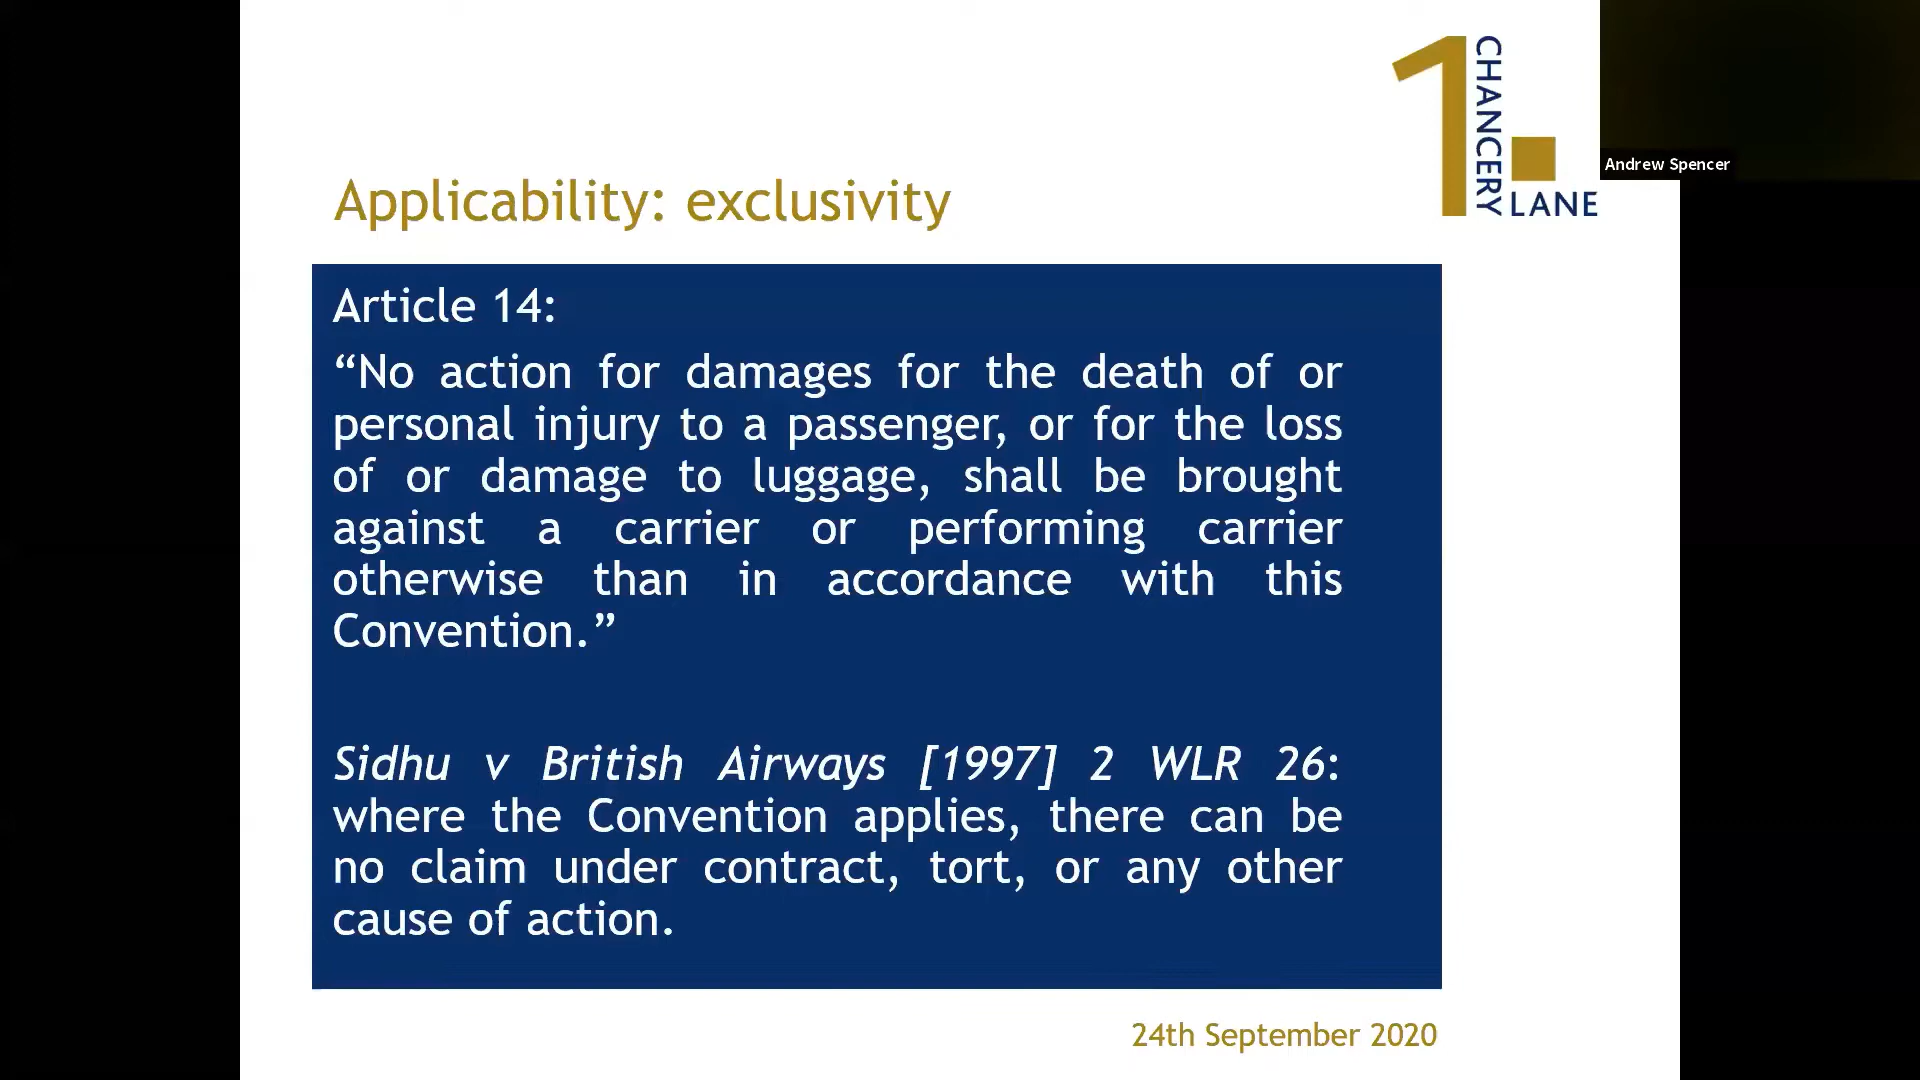 1 CHANCERY
LANE
Andrew Spencer
Applicability: exclusivity
Article 14:
“No action for damages for the death of or
personal injury to a passenger, or for the loss
of or damage to luggage, shall be brought
against a carrier or performing carrier
otherwise than in accordance with this
Convention.”
Sidhu v British Airways [1997] 2 WLR 26:
where the Convention applies, there can be
no claim under contract, tort, or any other
cause of action.
24th September 2020